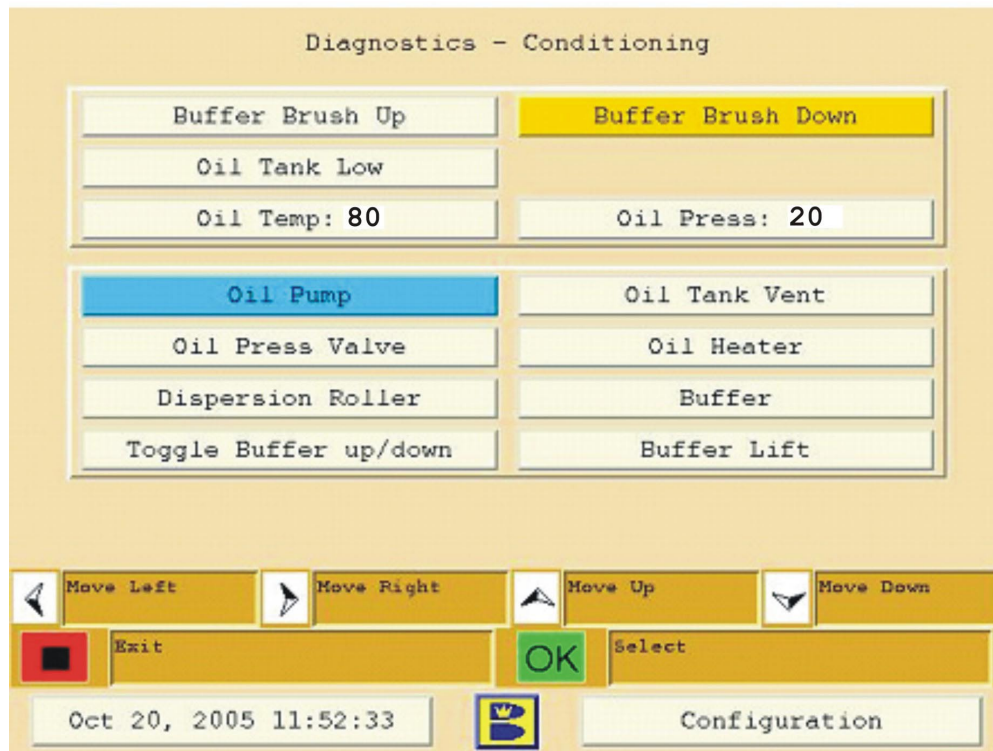 Diagnostics - Conditioning
Buffer Brush Up
Buffer Brush Down
Oil Tank Low
Oil Temp: 80
Oil Press: 20
Oil Pump
Oil Tank Vent
Oil Press Valve
Oil Heater
Dispersion Roller
Buffer
Toggle Buffer up/down
Buffer Lift
Move Left
Move Right
Move Up
Move Down
Exit
OK
Select
Oct 20, 2005 11:52:33
Configuration